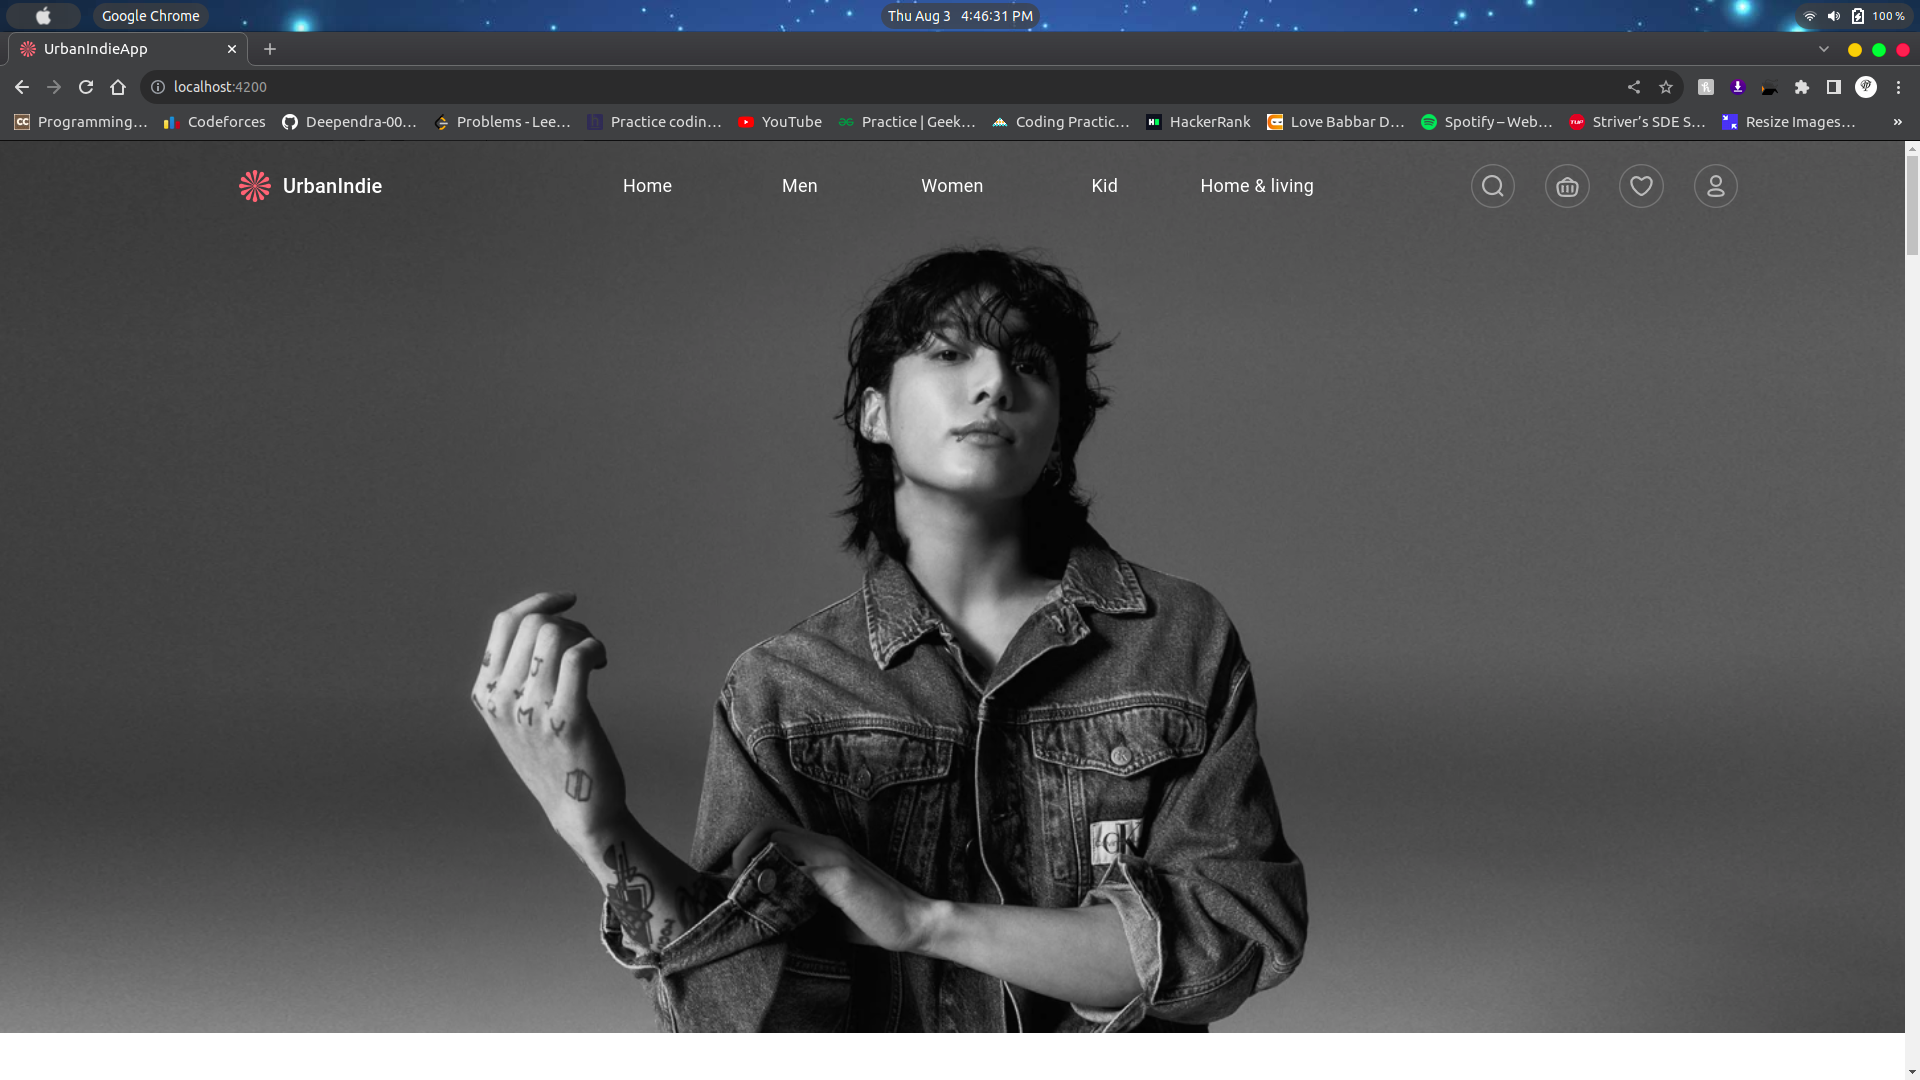 Google Chrome
Thu Aug 3 4:46:31 PM
100 %
UrbanIndieApp
localhost:4200
Programming…
Codeforces
Deependra-00…
Problems - Lee…
Practice codin…
YouTube
Practice | Geek…
Coding Practic…
HackerRank
Love Babbar D…
Spotify – Web…
Striver’s SDE S…
Resize Images…
»
UrbanIndie
Home
Men
Women
Kid
Home & living
J
A R M Y
ck